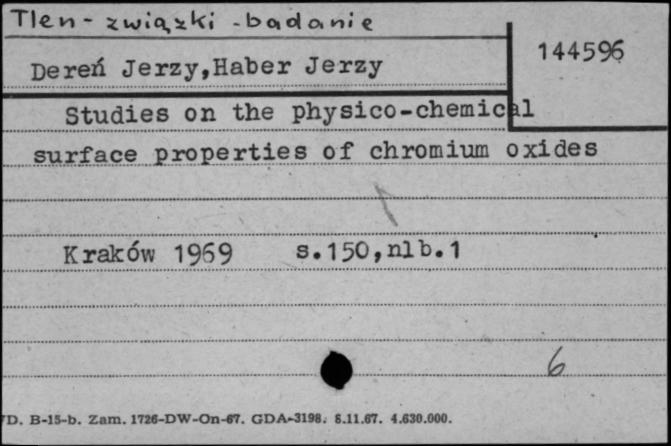 Tlen - związki - badanie
144596
Dereń Jerzy,Haber Jerzy
Studies on the physico-chemical
surface properties of chromium oxides
Kraków 1969 s.150,nlb.1
6
D. B-15-b. Zam. 1726-DW-On-67. GDA-3198. 8.11.67. 4.630.000.